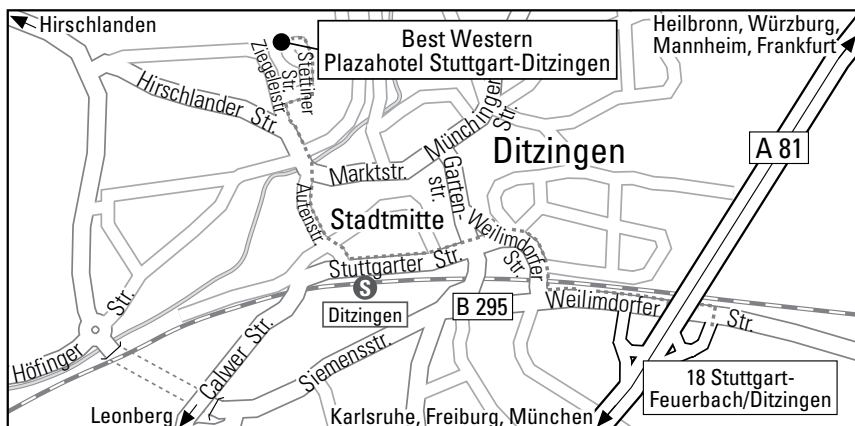 Hirschlanden
Best Western
Plazahotel Stuttgart-Ditzingen
Heilbronn, Würzburg,
Mannheim, Frankfurt
Ziegeleistr.
Stettiner
Str.
Hirschlander Str.
Münchinger
Str.
Ditzingen
A 81
Marktstr.
Garten-
str.
Autenstr.
Stadtmitte
Weilimdorfer
Str.
Stuttgarter Str.
S
Ditzingen
B 295
Weilimdorfer Str.
Höfinger Str.
Calwer Str.
Siemensstr.
18 Stuttgart-
Feuerbach/Ditzingen
Leonberg
Karlsruhe, Freiburg, München